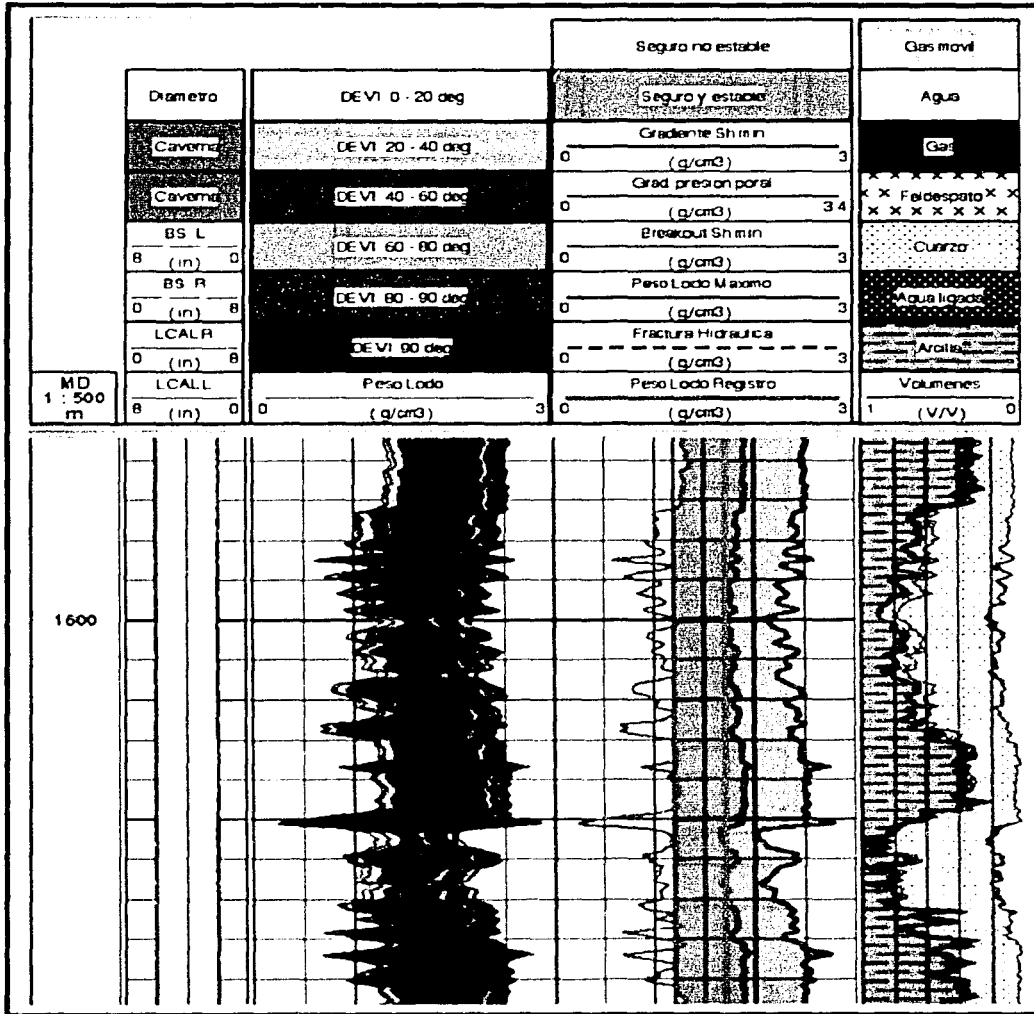 Seguro no estable
Gas movil
Diametro
DEVI 0 - 20 deg
Seguro y estable
Agua
Caverna
DEVI 20 - 40 deg
Gradiente Sh min
0 (g/cm3) 3
Gas
Caverna
DEVI 40 - 60 deg
Grad presion poral
0 (g/cm3) 3 4
Feldespato
BS L
8 (in) 0
DEVI 60 - 80 deg
Breakout Sh min
0 (g/cm3) 3
Cuarzo
BS R
0 (in) 8
DEVI 80 - 90 deg
Peso Lodo Maximo
0 (g/cm3) 3
Agua ligada
LCALR
0 (in) 8
DEVI 90 deg
Fractura Hidraulica
0 (g/cm3) 3
Arcilla
MD
1 : 500
m
LCALL
8 (in) 0
Peso Lodo
0 (g/cm3) 3
Peso Lodo Registro
0 (g/cm3) 3
Volumenes
1 (V/V) 0
1600